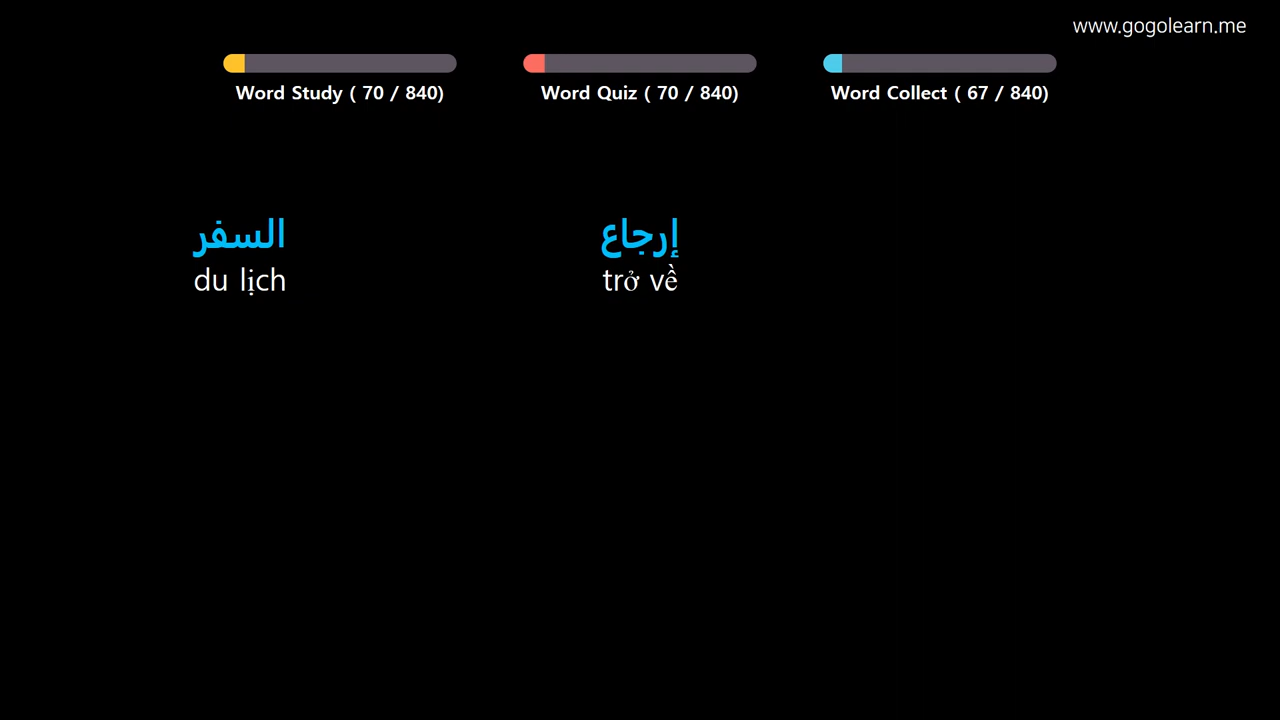 www.gogolearn.me
Word Study ( 70 / 840)
Word Quiz ( 70 / 840)
Word Collect ( 67 / 840)
السفر
du lịch
إرجاع
trở về